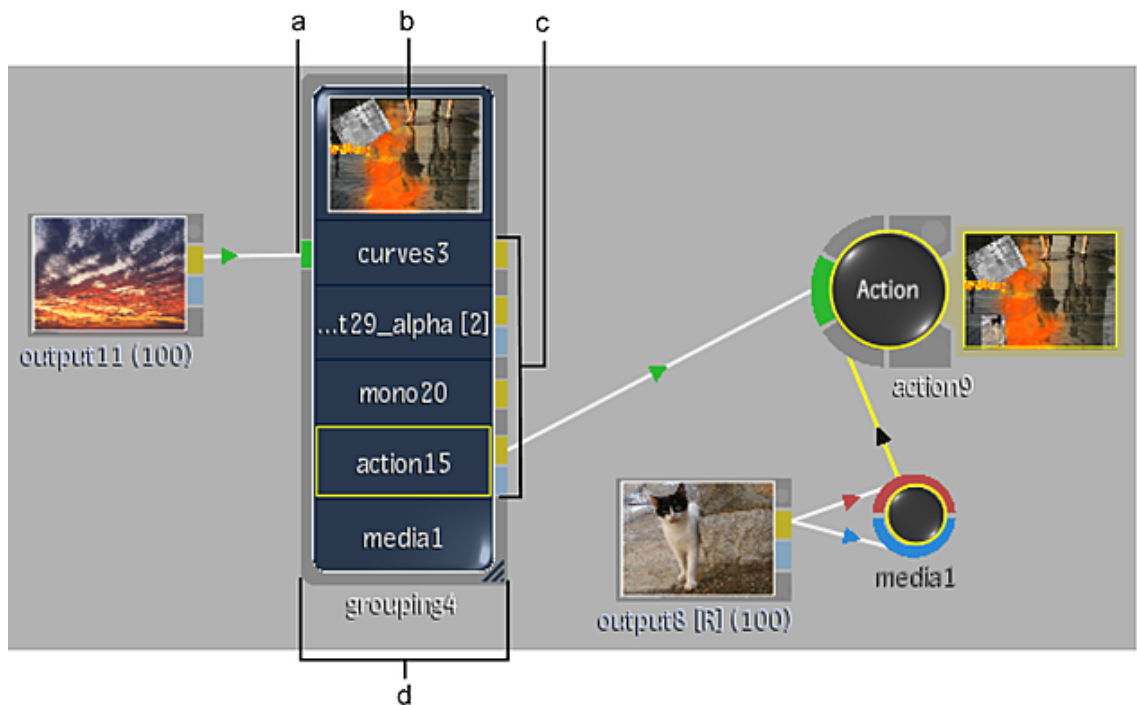 a
b
c
output11 (100)
curves3
...t29_alpha [2]
mono20
action15
media1
grouping4
d
Action
action9
output8 [R] (100)
media1